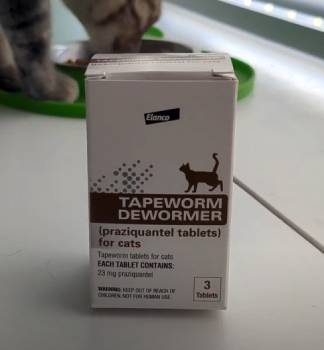 Elanco
TAPEWORM
DEWORMER
(praziquantel tablets)
for cats
Tapeworm tablets for cats
EACH TABLET CONTAINS:
23 mg praziquantel
WARNING: KEEP OUT OF REACH OF
CHILDREN. NOT FOR HUMAN USE.
3
Tablets